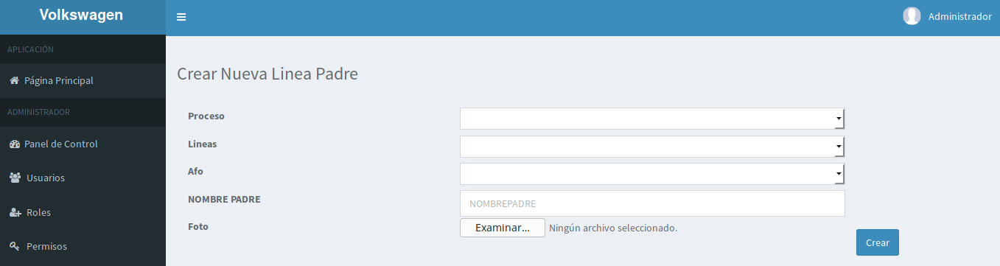 Volkswagen
Administrador
APLICACIÓN
Página Principal
ADMINISTRADOR
Panel de Control
Usuarios
Roles
Permisos
Crear Nueva Linea Padre
Proceso
Lineas
Afo
NOMBRE PADRE
NOMBREPADRE
Foto
Examinar... Ningún archivo seleccionado.
Crear